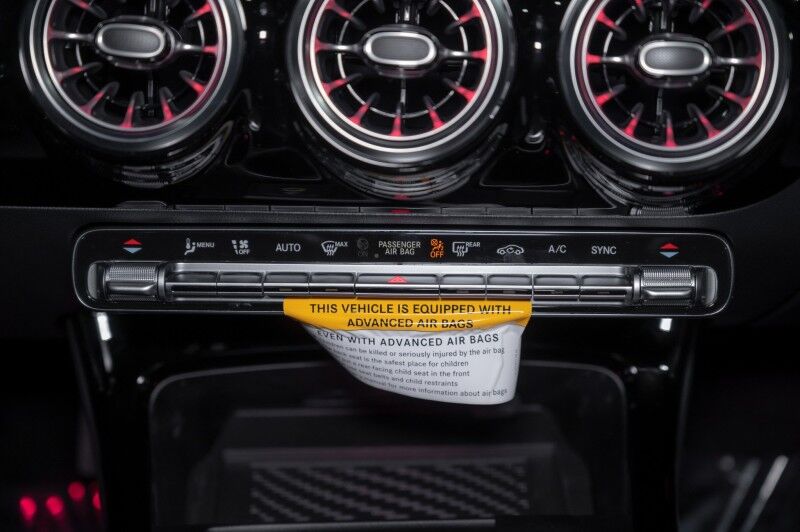 MENU
OFF
AUTO
MAX
ON
PASSENGER
AIR BAG
OFF
REAR
A/C
SYNC
THIS VEHICLE IS EQUIPPED WITH
ADVANCED AIR BAGS
EVEN WITH ADVANCED AIR BAGS
can be killed or seriously injured by the air bag
seat is the safest place for children
a rear-facing child seat in the front
seat belts and child restraints
manual for more information about air bags